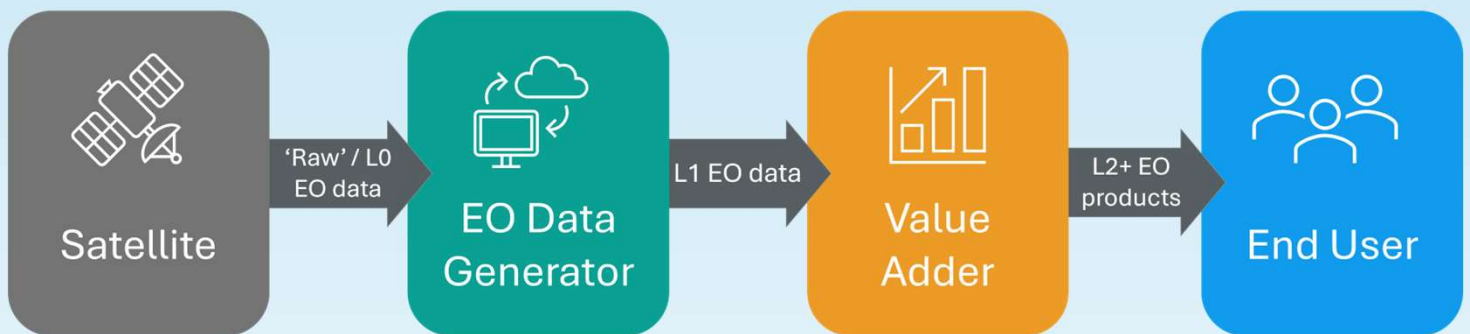 Satellite
‘Raw’ / L0
EO data
EO Data
Generator
L1 EO data
Value
Adder
L2+ EO
products
End User